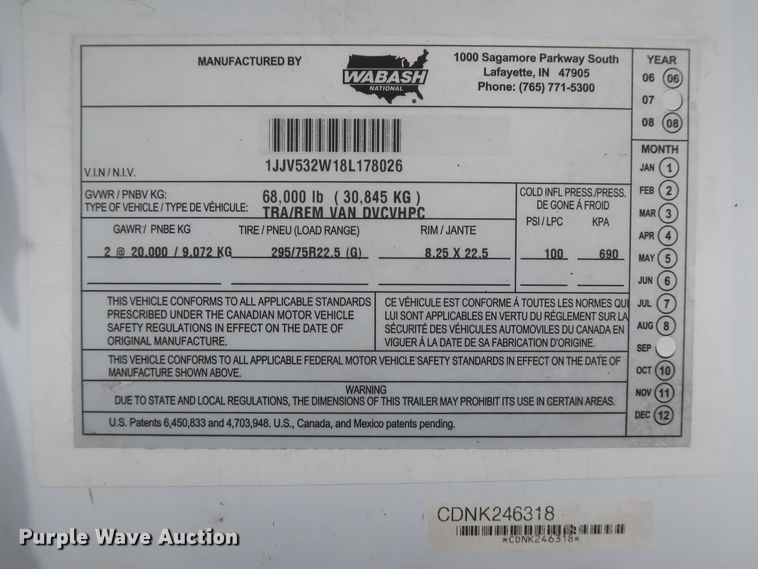 MANUFACTURED BY
WABASH
NATIONAL
1000 Sagamore Parkway South
Lafayette, IN 47905
Phone: (765) 771-5300
1JJV532W18L178026
V.I.N / N.I.V.
GVWR / PNBV KG: 68,000 lb ( 30,845 KG )
TYPE OF VEHICLE / TYPE DE VÉHICULE: TRA/REM VAN DVCVHPC
COLD INFL PRESS./PRESS.
DE GONE Á FROID
PSI / LPC KPA
GAWR / PNBE KG TIRE / PNEU (LOAD RANGE) RIM / JANTE
2 @ 20,000 / 9,072 KG 295/75R22.5 (G) 8.25 X 22.5 100 690
THIS VEHICLE CONFORMS TO ALL APPLICABLE STANDARDS
PRESCRIBED UNDER THE CANADIAN MOTOR VEHICLE
SAFETY REGULATIONS IN EFFECT ON THE DATE OF
ORIGINAL MANUFACTURE.
CE VÉHICULE EST CONFORME Á TOUTES LES NORMES QUI
LUI SONT APPLICABLES EN VERTU DU RÉGLEMENT SUR LA
SÉCURITÉ DES VÉHICULES AUTOMOVILES DU CANADA EN
VIGUER Á LA DATE DE SA FABRICATION D'ORIGINE.
THIS VEHICLE CONFORMS TO ALL APPLICABLE FEDERAL MOTOR VEHICLE SAFETY STANDARDS IN EFFECT ON THE DATE OF
MANUFACTURE SHOWN ABOVE.
WARNING
DUE TO STATE AND LOCAL REGULATIONS, THE DIMENSIONS OF THIS TRAILER MAY PROHIBIT ITS USE IN CERTAIN AREAS.
U.S. Patents 6,450,833 and 4,703,948. U.S., Canada, and Mexico patents pending.
YEAR
06 06
07
08 08
MONTH
JAN 1
FEB 2
MAR 3
APR 4
MAY 5
JUN 6
JUL 7
AUG 8
SEP
OCT 10
NOV 11
DEC 12
CDNK246318
*CDNK246318*
Purple Wave Auction